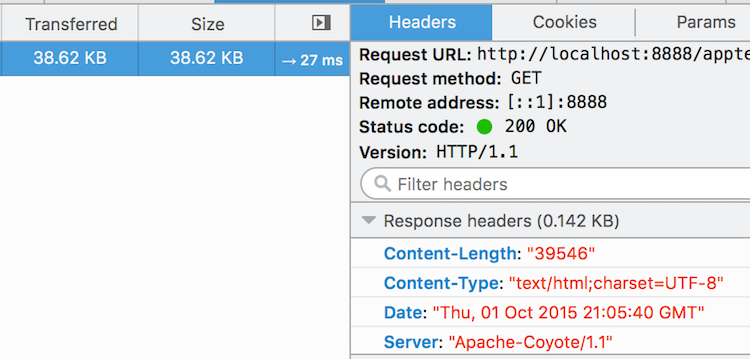 Transferred Size Headers Cookies Params
38.62 KB 38.62 KB → 27 ms
Request URL: http://localhost:8888/appte
Request method: GET
Remote address: [::1]:8888
Status code: 200 OK
Version: HTTP/1.1
Filter headers
Response headers (0.142 KB)
Content-Length: "39546"
Content-Type: "text/html;charset=UTF-8"
Date: "Thu, 01 Oct 2015 21:05:40 GMT"
Server: "Apache-Coyote/1.1"